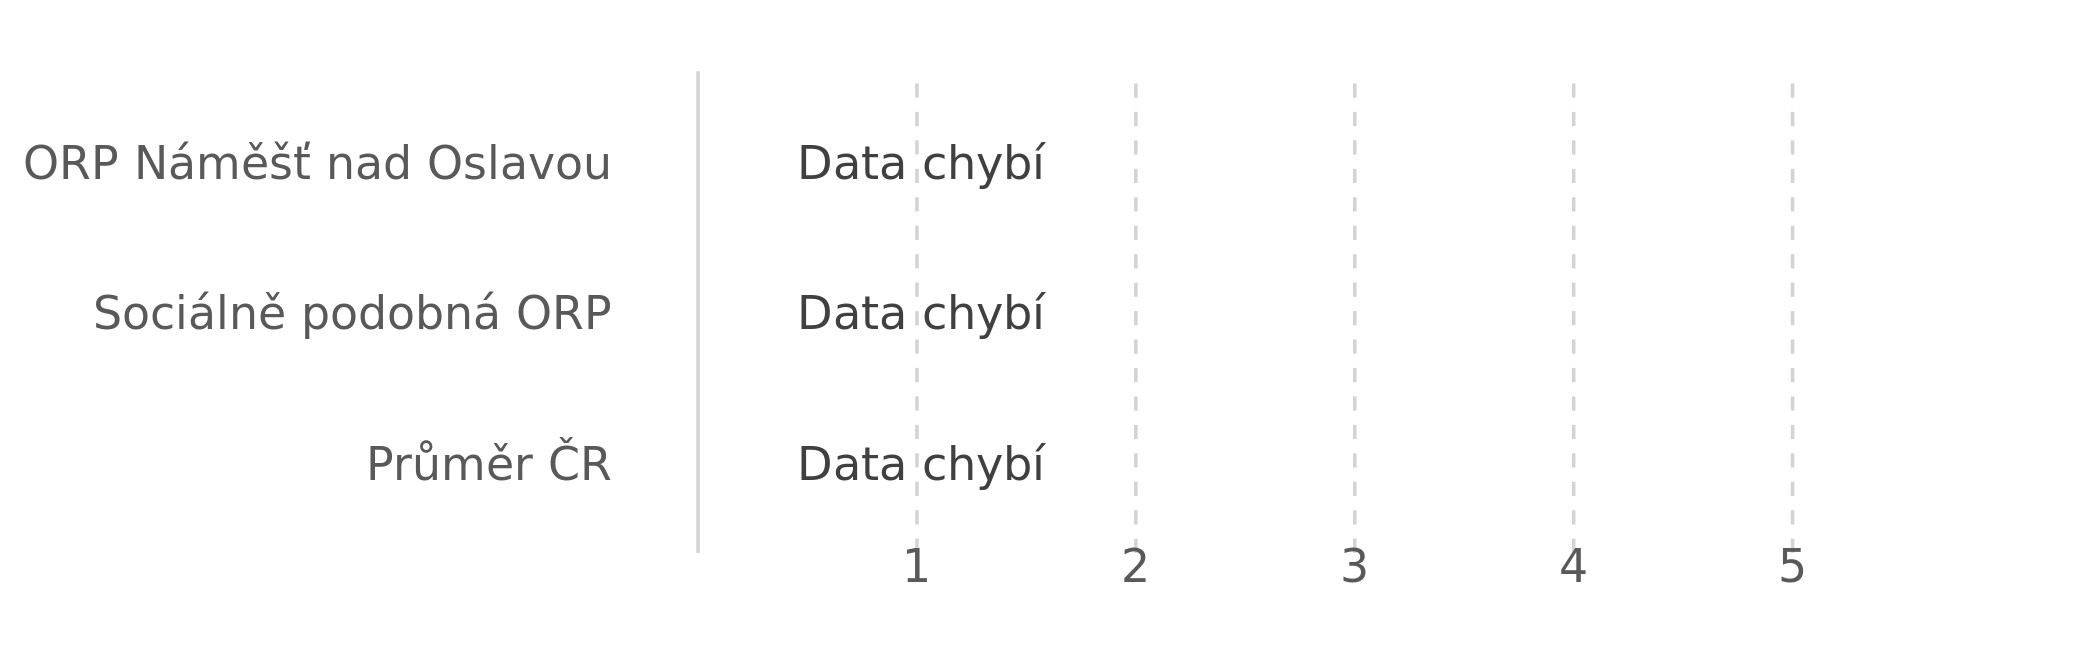 ORP Náměšť nad Oslavou Data chybí
Sociálně podobná ORP Data chybí
Průměr ČR Data chybí
1 2 3 4 5